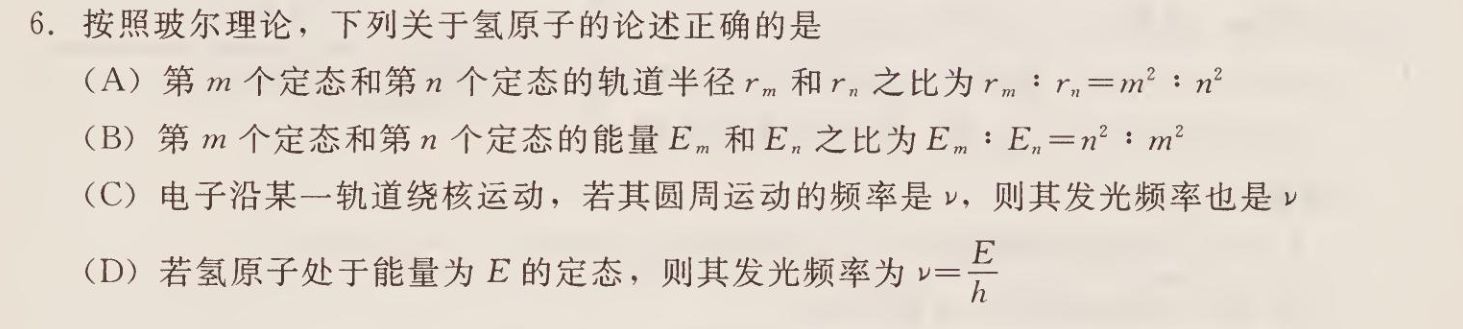 6. 按照玻尔理论，下列关于氢原子的论述正确的是
(A) 第 m 个定态和第 n 个定态的轨道半径 rₘ 和 rₙ 之比为 rₘ：rₙ=m²：n²
(B) 第 m 个定态和第 n 个定态的能量 Eₘ 和 Eₙ 之比为 Eₘ：Eₙ=n²：m²
(C) 电子沿某一轨道绕核运动，若其圆周运动的频率是 ν，则其发光频率也是 ν
(D) 若氢原子处于能量为 E 的定态，则其发光频率为 ν=E/h